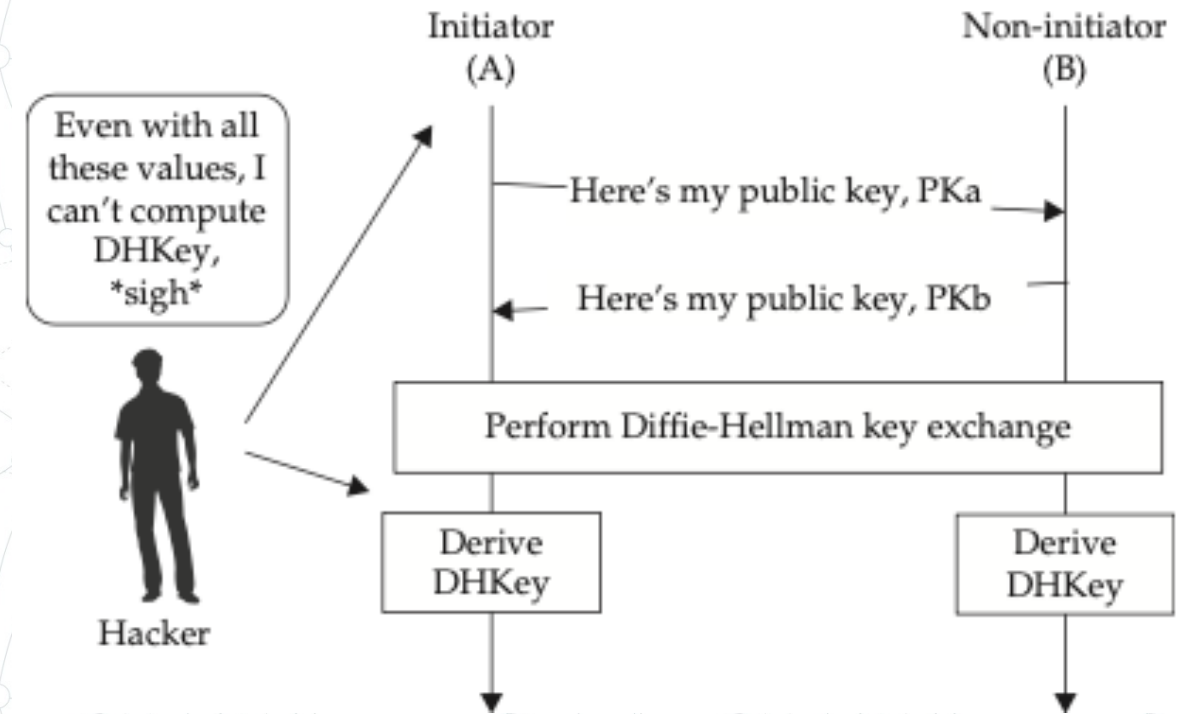 Initiator
(A)
Non-initiator
(B)
Even with all
these values, I
can't compute
DHKey,
*sigh*
Here's my public key, PKa
Here's my public key, PKb
Perform Diffie-Hellman key exchange
Derive
DHKey
Derive
DHKey
Hacker